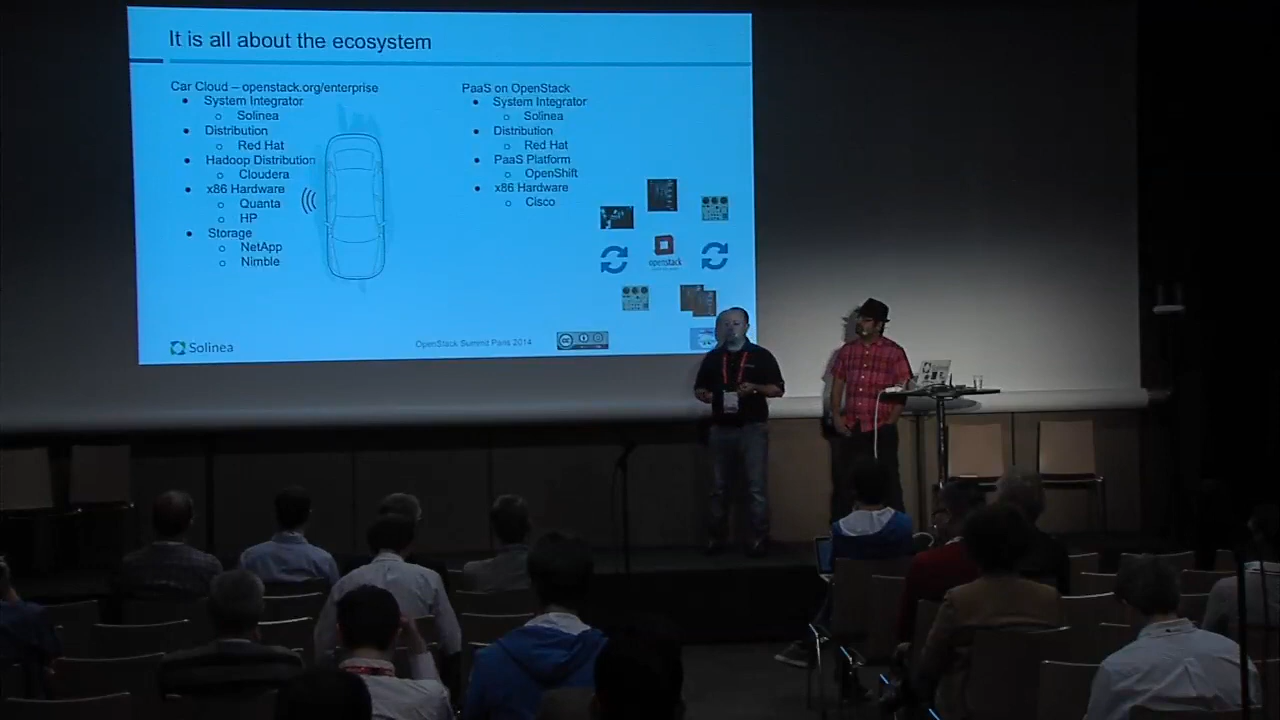 It is all about the ecosystem
Car Cloud – openstack.org/enterprise
• System Integrator
o Solinea
• Distribution
o Red Hat
• Hadoop Distribution
o Cloudera
• x86 Hardware
o Quanta
o HP
• Storage
o NetApp
o Nimble
PaaS on OpenStack
• System Integrator
o Solinea
• Distribution
o Red Hat
• PaaS Platform
o OpenShift
• x86 Hardware
o Cisco
openstack
Solinea
OpenStack Summit Paris 2014
cc